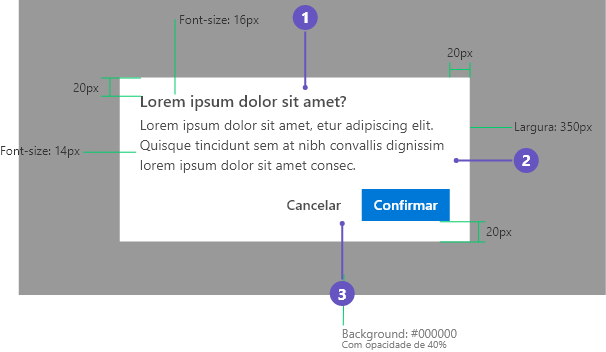 Font-size: 16px
1
20px
20px
Lorem ipsum dolor sit amet?
Lorem ipsum dolor sit amet, etur adipiscing elit.
Largura: 350px
Quisque tincidunt sem at nibh convallis dignissim
Font-size: 14px
2
lorem ipsum dolor sit amet consec.
Cancelar
Confirmar
20px
3
Background: #000000
Com opacidade de 40%